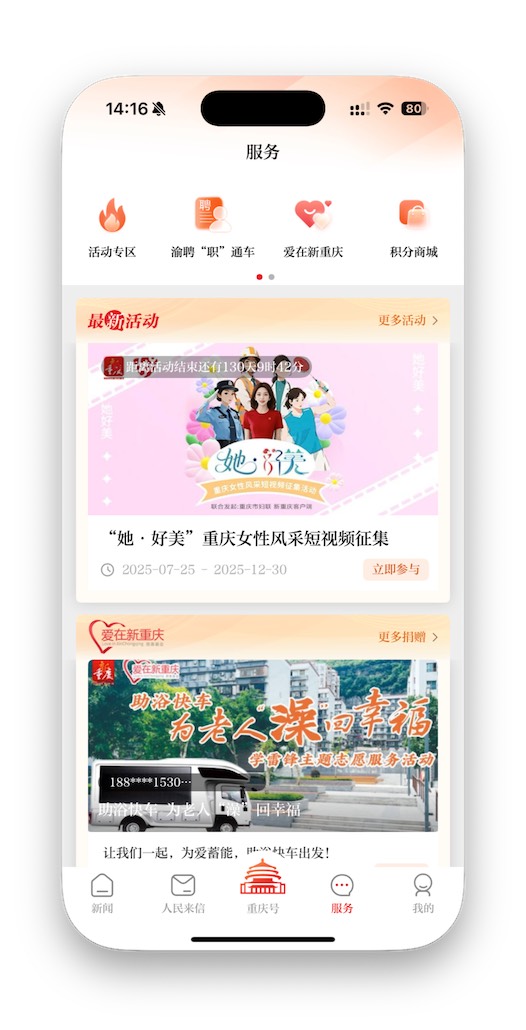 14:16
80
服务
聘
活动专区
渝聘“职”通车
爱在新重庆
积分商城
最新活动
更多活动
重庆
距离活动结束还有130天9时42分
她好美
她好美
她·好美
重庆女性风采短视频征集活动
联合发起:重庆市妇联 新重庆客户端
“她·好美”重庆女性风采短视频征集
2025-07-25 - 2025-12-30
立即参与
爱在新重庆
更多捐赠
重庆
爱在新重庆
助浴快车
为老人“澡”回幸福
学雷锋主题志愿服务活动
188****1530···
助浴快车 为老人“澡”回幸福
让我们一起，为爱蓄能，助浴快车出发！
新闻
人民来信
重庆号
服务
我的